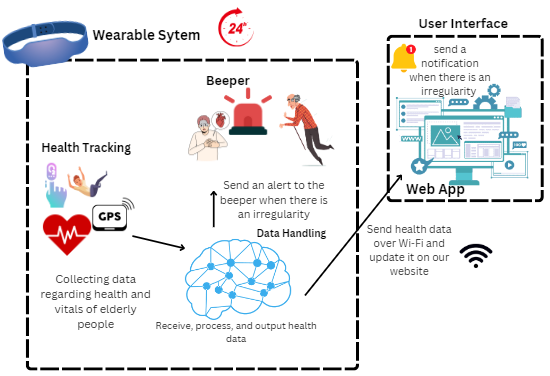 Wearable Sytem
24h
User Interface
1
send a
notification
when there is an
irregularity
Web App
Beeper
Health Tracking
GPS
Send an alert to the
beeper when there is
an irregularity
Data Handling
Collecting data
regarding health and
vitals of elderly
people
Receive, process, and output health
data
Send health data
over Wi-Fi and
update it on our
website